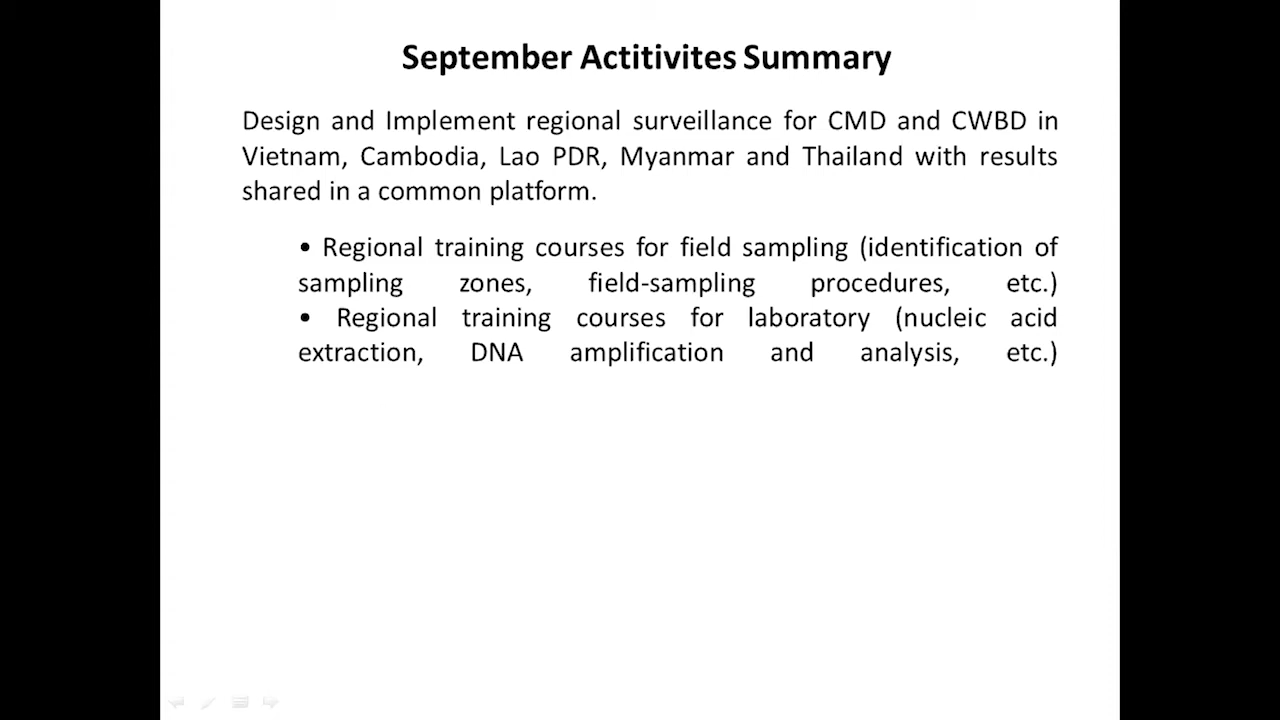 September Actitivites Summary
Design and Implement regional surveillance for CMD and CWBD in
Vietnam, Cambodia, Lao PDR, Myanmar and Thailand with results
shared in a common platform.
• Regional training courses for field sampling (identification of
sampling zones, field-sampling procedures, etc.)
• Regional training courses for laboratory (nucleic acid
extraction, DNA amplification and analysis, etc.)